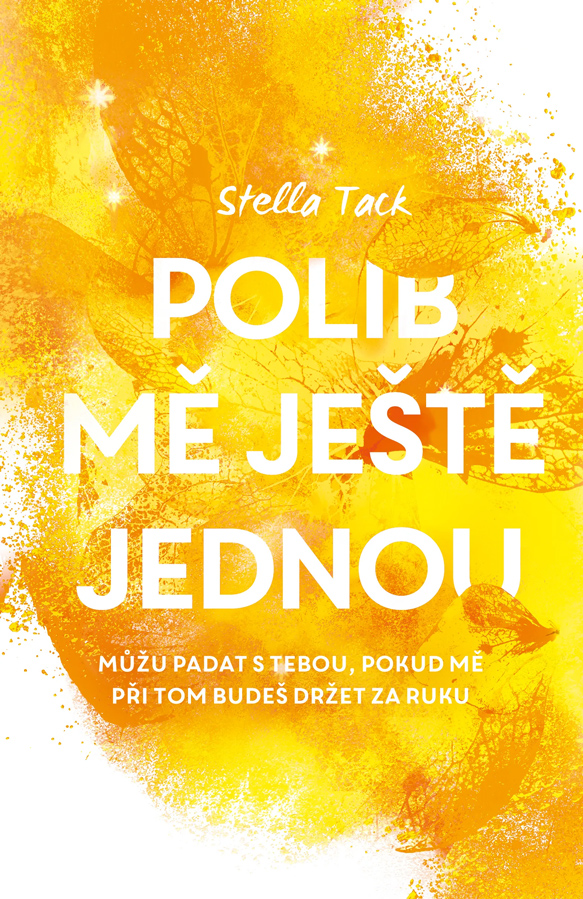 Stella Tack
POLIB
MĚ JEŠTĚ
JEDNOU
MŮŽU PADAT S TEBOU, POKUD MĚ
PŘI TOM BUDEŠ DRŽET ZA RUKU